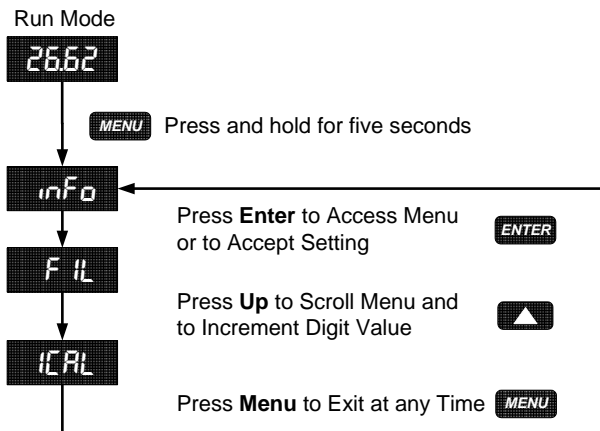 Run Mode
26.62
MENU Press and hold for five seconds
inFo
Press Enter to Access Menu
or to Accept Setting
ENTER
FIL
Press Up to Scroll Menu and
to Increment Digit Value
ICAL
Press Menu to Exit at any Time MENU